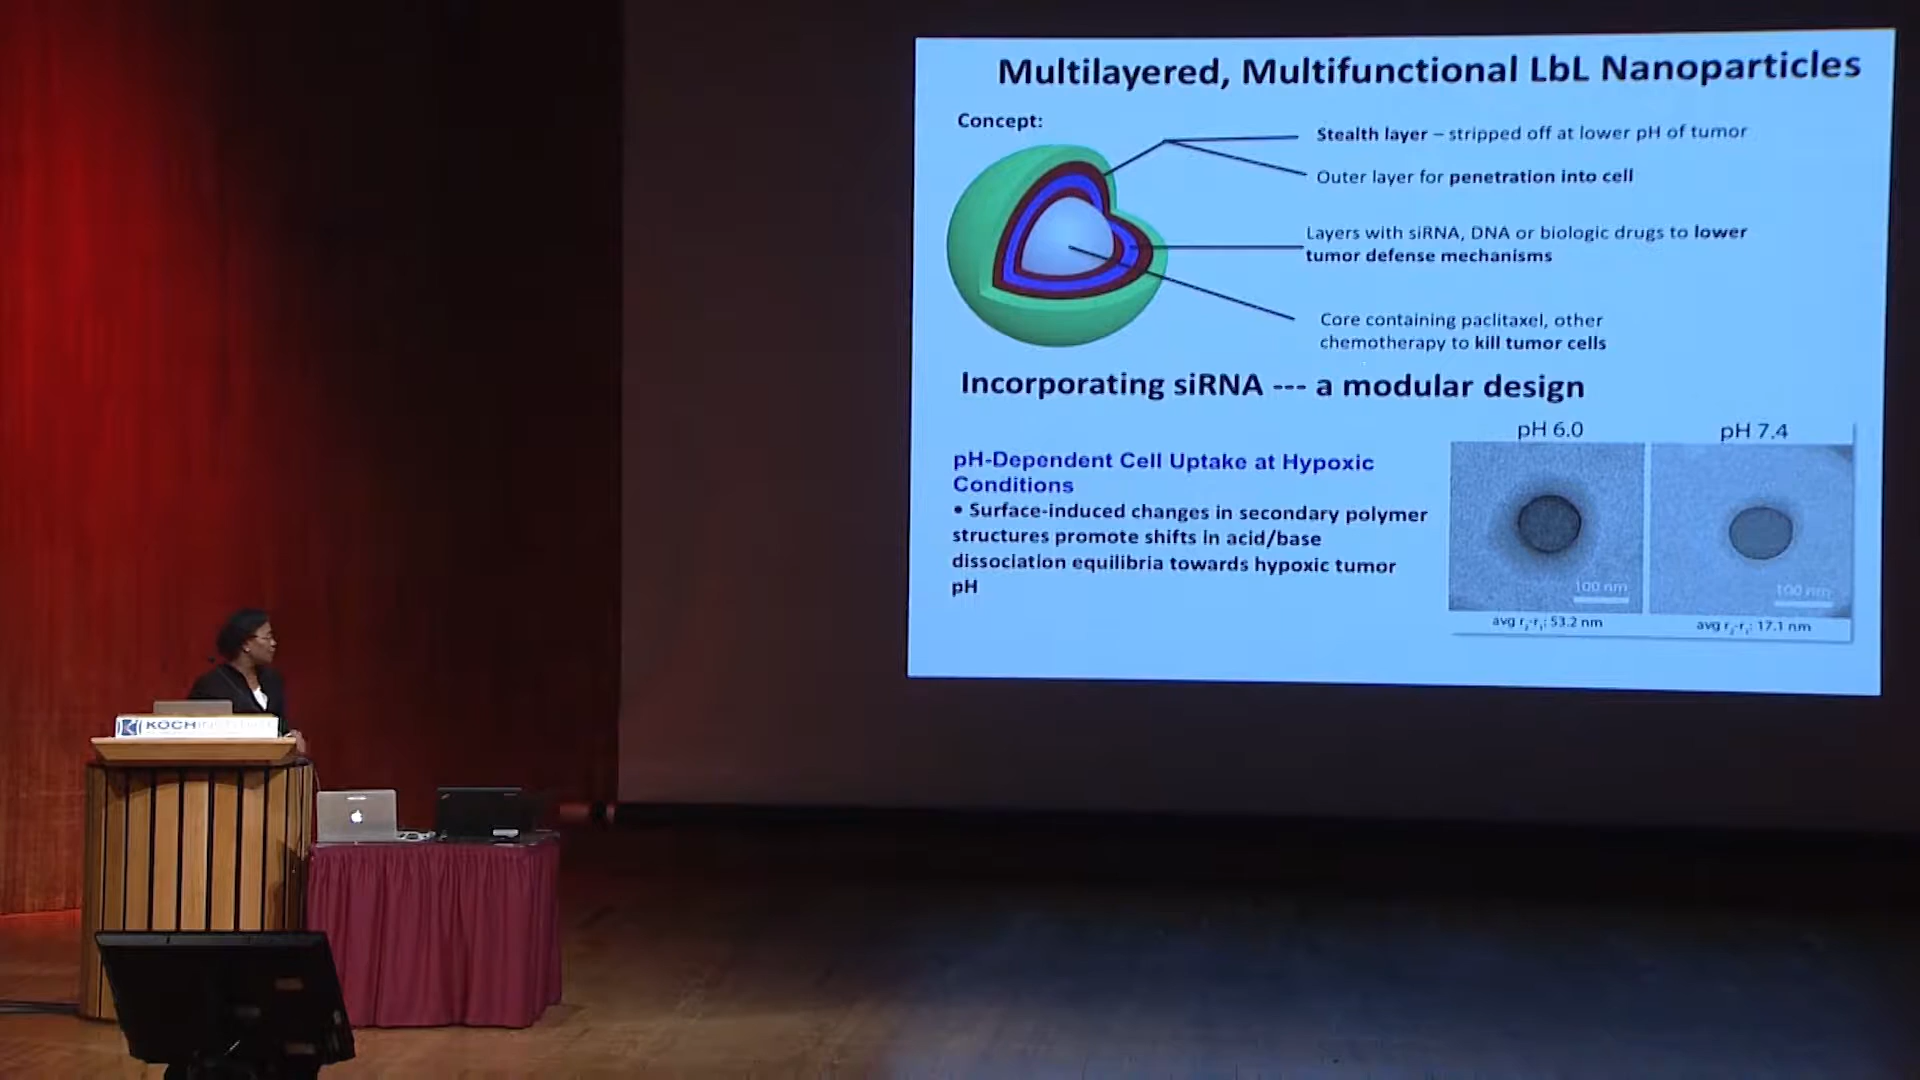 Multilayered, Multifunctional LbL Nanoparticles
Concept:
Stealth layer – stripped off at lower pH of tumor
Outer layer for penetration into cell
Layers with siRNA, DNA or biologic drugs to lower
tumor defense mechanisms
Core containing paclitaxel, other
chemotherapy to kill tumor cells
Incorporating siRNA --- a modular design
pH-Dependent Cell Uptake at Hypoxic
Conditions
• Surface-induced changes in secondary polymer
structures promote shifts in acid/base
dissociation equilibria towards hypoxic tumor
pH
pH 6.0
pH 7.4
100 nm
100 nm
avg r2-r1: 53.2 nm
avg r2-r1: 17.1 nm
KOCH INSTITUTE